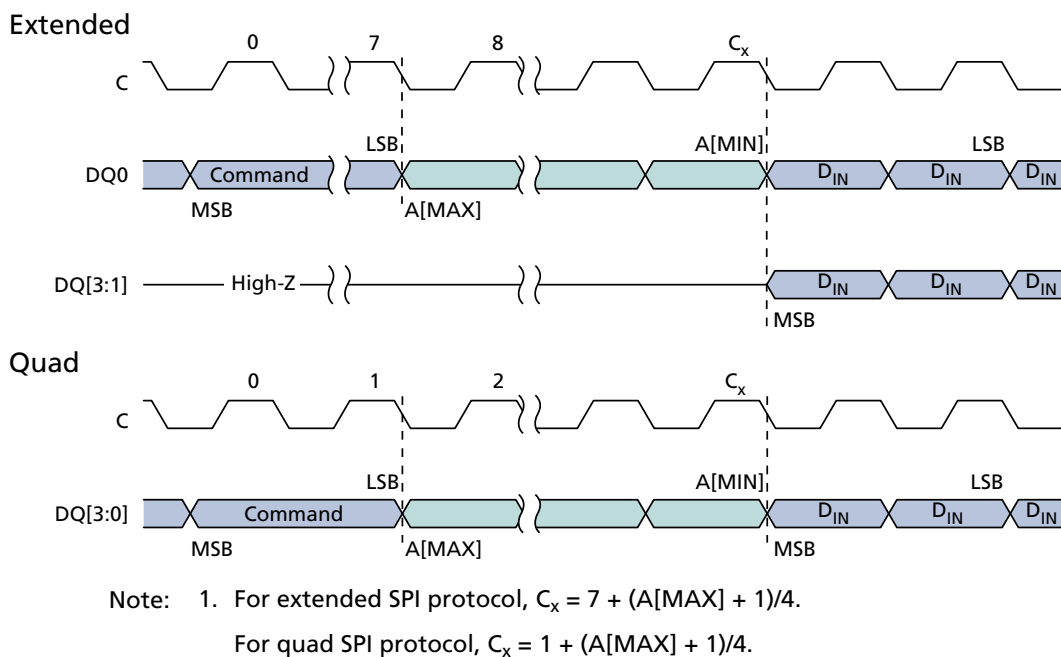 Extended
0 7 8 Cx
C
LSB A[MIN] LSB
DQ0 Command DIN DIN DIN
MSB A[MAX]
DQ[3:1] High-Z DIN DIN DIN
MSB
Quad
0 1 2 Cx
C
LSB A[MIN] LSB
DQ[3:0] Command DIN DIN DIN
MSB A[MAX] MSB
Note: 1. For extended SPI protocol, Cx = 7 + (A[MAX] + 1)/4.
For quad SPI protocol, Cx = 1 + (A[MAX] + 1)/4.